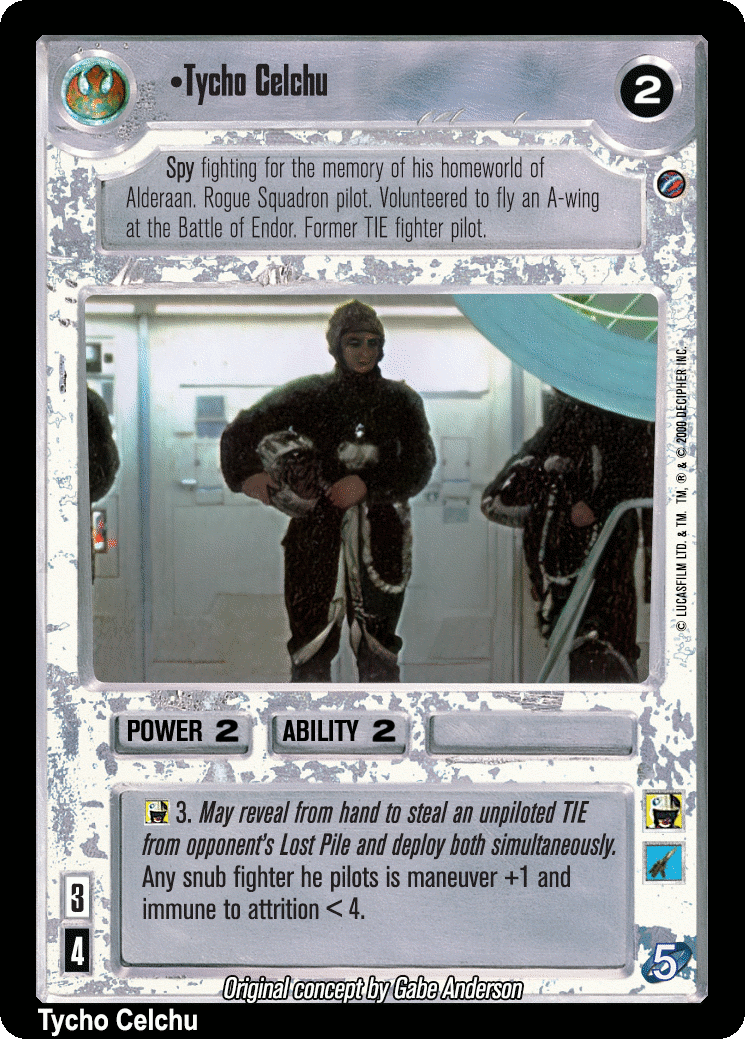 •Tycho Celchu
2
Spy fighting for the memory of his homeworld of
Alderaan. Rogue Squadron pilot. Volunteered to fly an A-wing
at the Battle of Endor. Former TIE fighter pilot.
© LUCASFILM LTD. & TM. TM, ® & © 2000 DECIPHER INC.
POWER 2
ABILITY 2
3. May reveal from hand to steal an unpiloted TIE
from opponent's Lost Pile and deploy both simultaneously.
Any snub fighter he pilots is maneuver +1 and
immune to attrition < 4.
3
4
5
Original concept by Gabe Anderson
Tycho Celchu